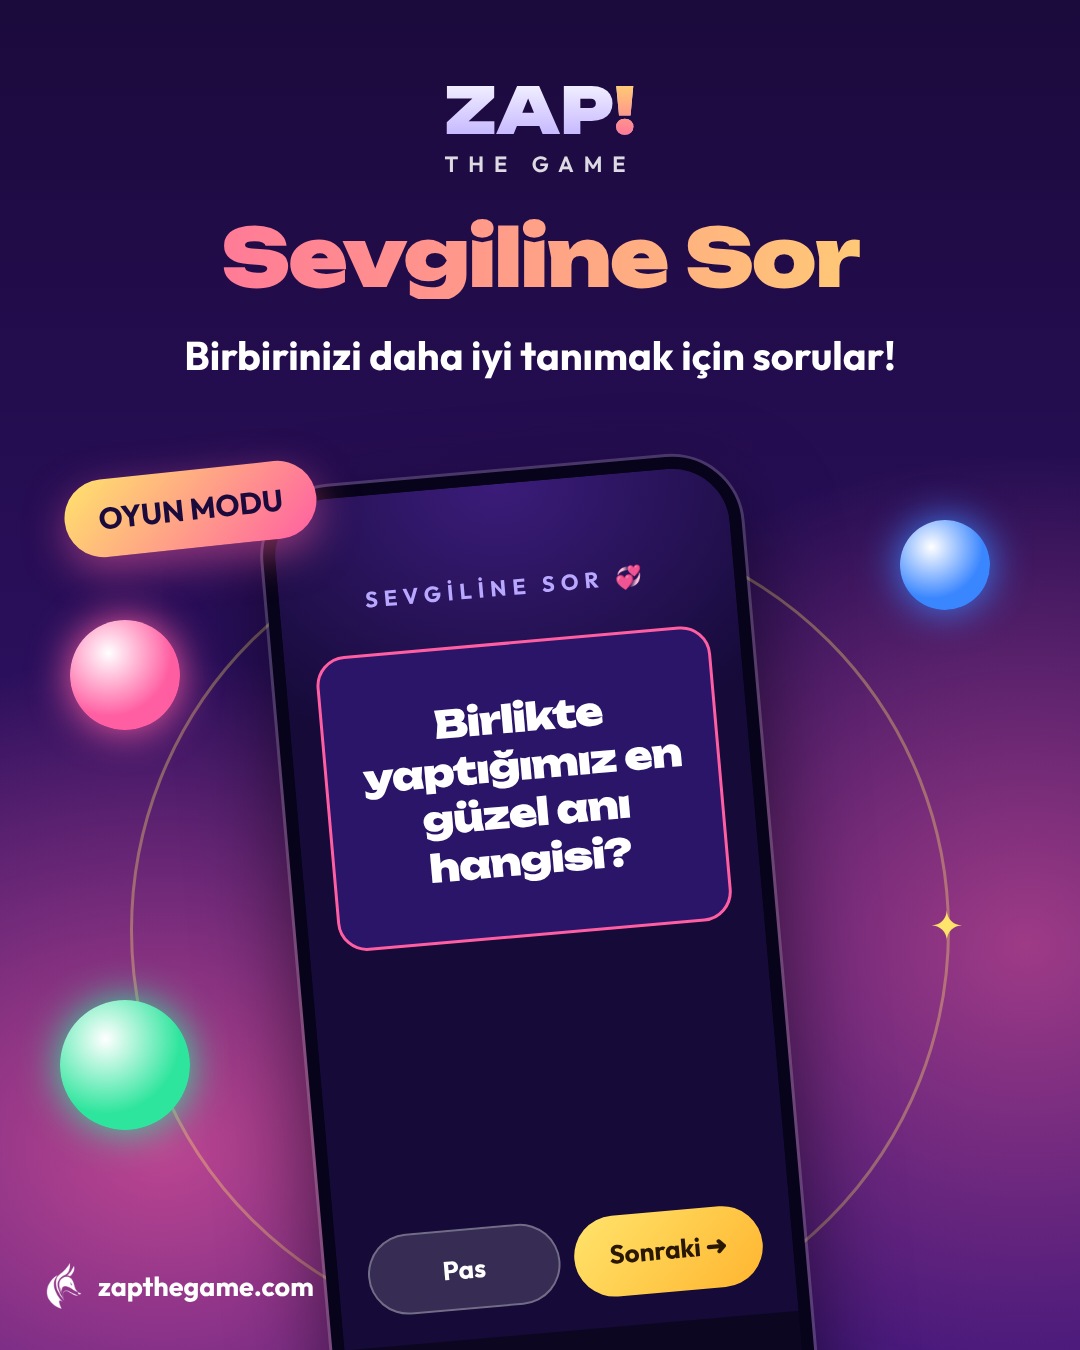 ZAP!
THE GAME
Sevgiline Sor
Birbirinizi daha iyi tanımak için sorular!
OYUN MODU
SEVGİLİNE SOR 💞
Birlikte
yaptığımız en
güzel anı
hangisi?
Pas
Sonraki →
zapthegame.com